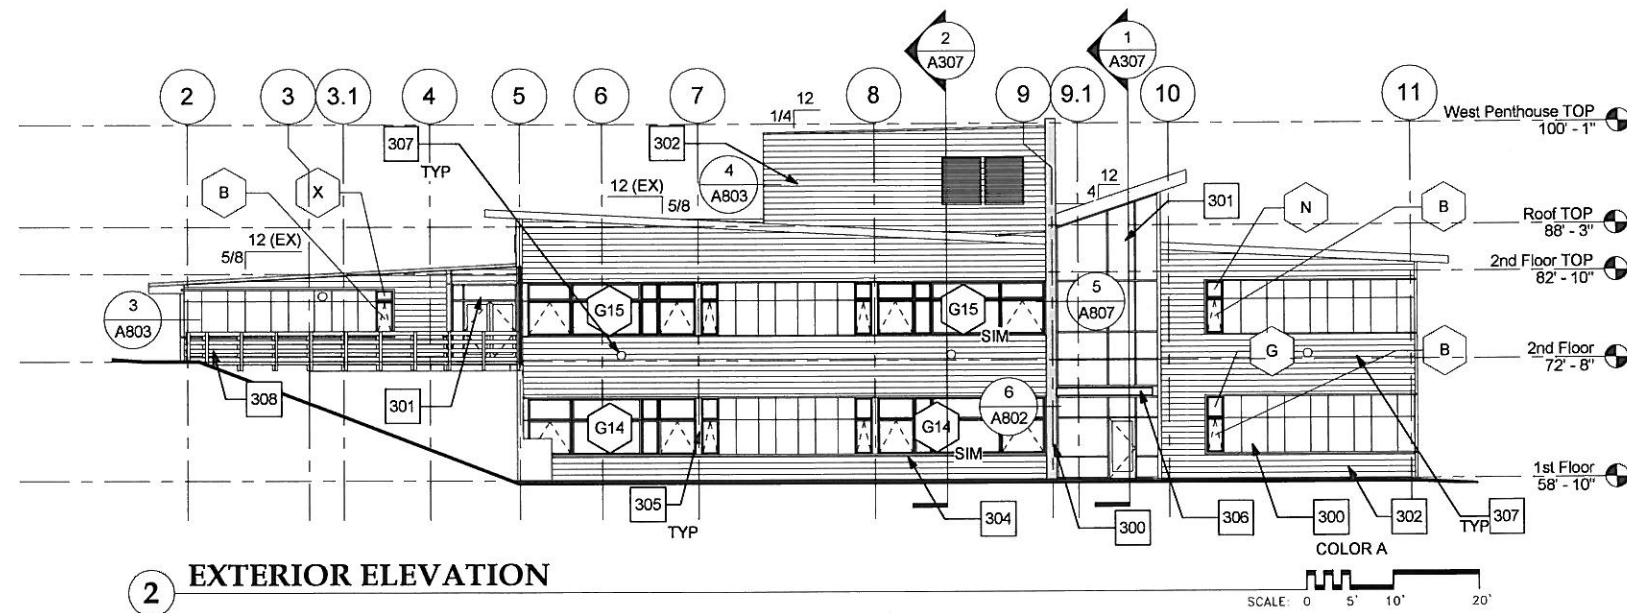 2
A307
1
A307
2
3
3.1
4
5
6
7
8
9
9.1
10
11
12
1/4
West Penthouse TOP
100' - 1"
307
TYP
302
4
A803
12
4
B
X
12 (EX)
5/8
301
N
B
Roof TOP
88' - 3"
12 (EX)
5/8
2nd Floor TOP
82' - 10"
3
A803
G15
G15
SIM
5
A807
G
B
2nd Floor
72' - 8"
308
301
6
A802
G14
G14
SIM
1st Floor
58' - 10"
305
TYP
304
300
306
300
302
TYP
307
COLOR A
2
EXTERIOR ELEVATION
SCALE: 0 5' 10' 20'